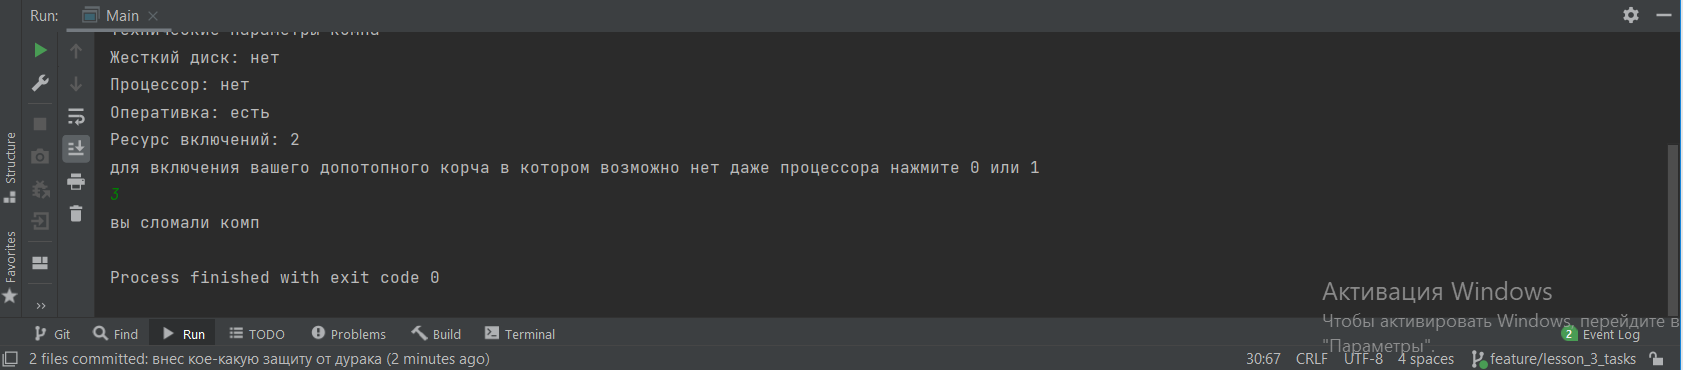 Run: Main
Технические параметры компа
Жесткий диск: нет
Процессор: нет
Оперативка: есть
Ресурс включений: 2
для включения вашего допотопного корча в котором возможно нет даже процессора нажмите 0 или 1
3
вы сломали комп
Process finished with exit code 0
Structure
Favorites
Активация Windows
Чтобы активировать Windows, перейдите в
"Параметры".
Git Find Run TODO Problems Build Terminal 2 Event Log
2 files committed: внес кое-какую защиту от дурака (2 minutes ago) 30:67 CRLF UTF-8 4 spaces feature/lesson_3_tasks